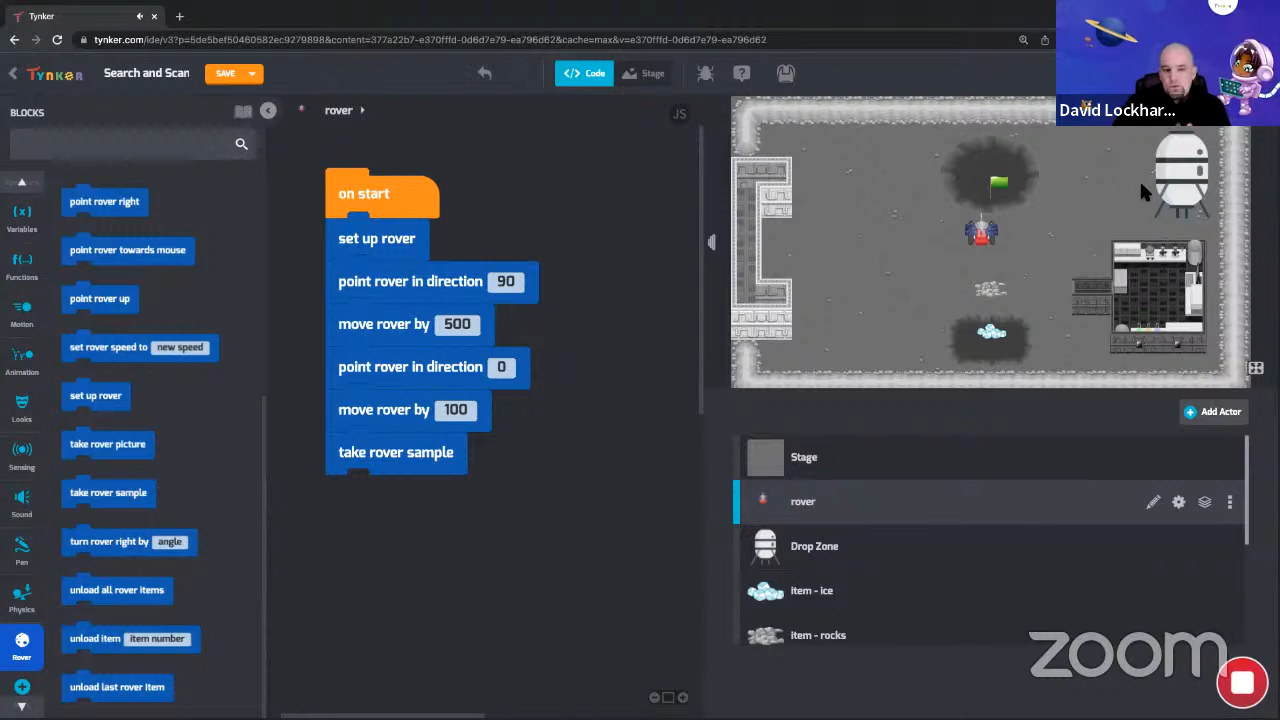 Tynker
tynker.com/ide/v3?p=5de5bef50460582ec9279898&content=377a22b7-e370fffd-0d6d7e79-ea796d62&cache=max&v=e370fffd-0d6d7e79-ea796d62
TYNKER
Search and Scan
SAVE
</> Code
Stage
David Lockhar...
BLOCKS
rover
JS
Variables
Functions
Motion
Animation
Looks
Sensing
Sound
Pen
Physics
Rover
point rover right
point rover towards mouse
point rover up
set rover speed to new speed
set up rover
take rover picture
take rover sample
turn rover right by angle
unload all rover items
unload item item number
unload last rover item
on start
set up rover
point rover in direction 90
move rover by 500
point rover in direction 0
move rover by 100
take rover sample
Add Actor
Stage
rover
Drop Zone
item - ice
item - rocks
zoom